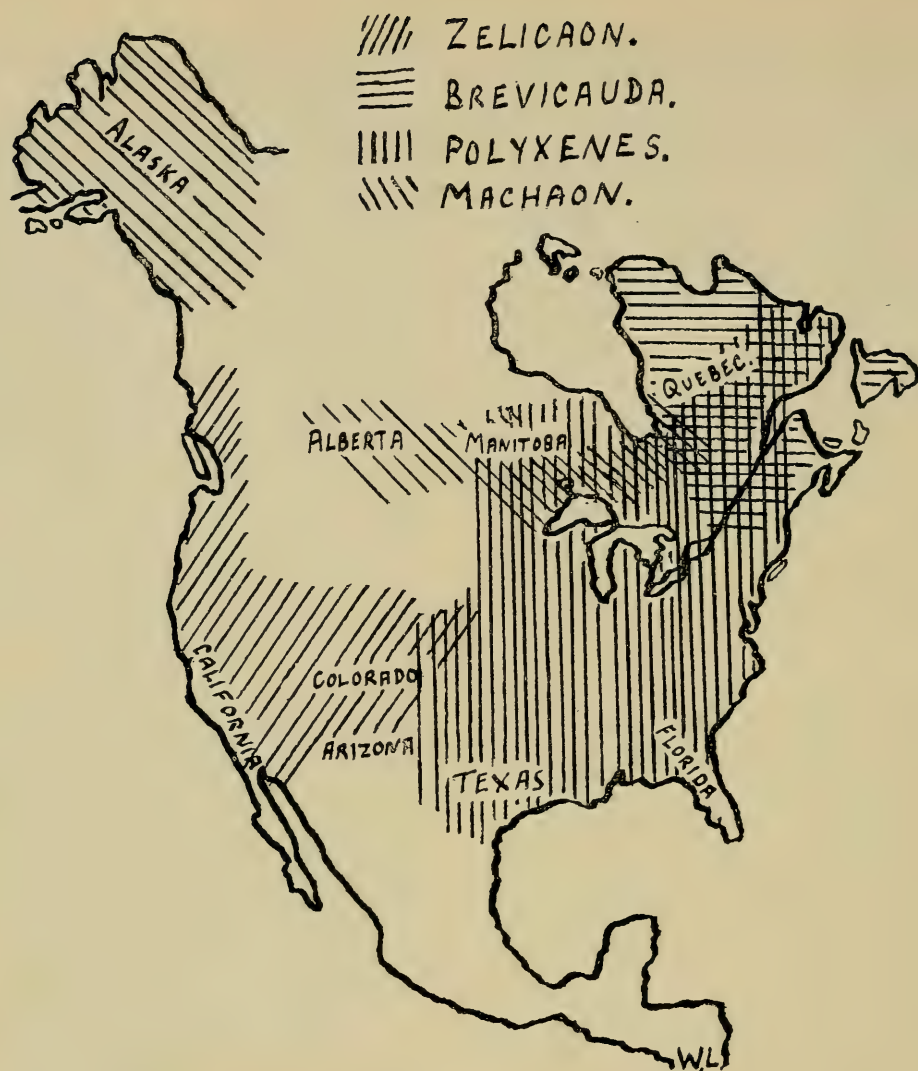 ZELICAON.
BREVICAUDA.
POLYXENES.
MACHAON.
ALASKA
QUEBEC.
ALBERTA
MANITOBA
CALIFORNIA
COLORADO
ARIZONA
TEXAS
FLORIDA
W.L.